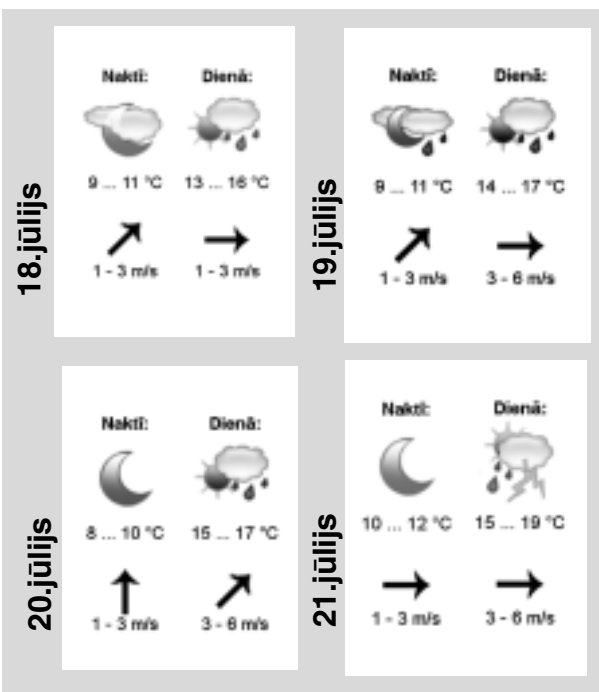 18.jūlijs
Naktī: Dienā:
9 ... 11 °C 13 ... 16 °C
1 - 3 m/s 1 - 3 m/s
19.jūlijs
Naktī: Dienā:
9 ... 11 °C 14 ... 17 °C
1 - 3 m/s 3 - 6 m/s
20.jūlijs
Naktī: Dienā:
8 ... 10 °C 15 ... 17 °C
1 - 3 m/s 3 - 6 m/s
21.jūlijs
Naktī: Dienā:
10 ... 12 °C 15 ... 19 °C
1 - 3 m/s 3 - 6 m/s